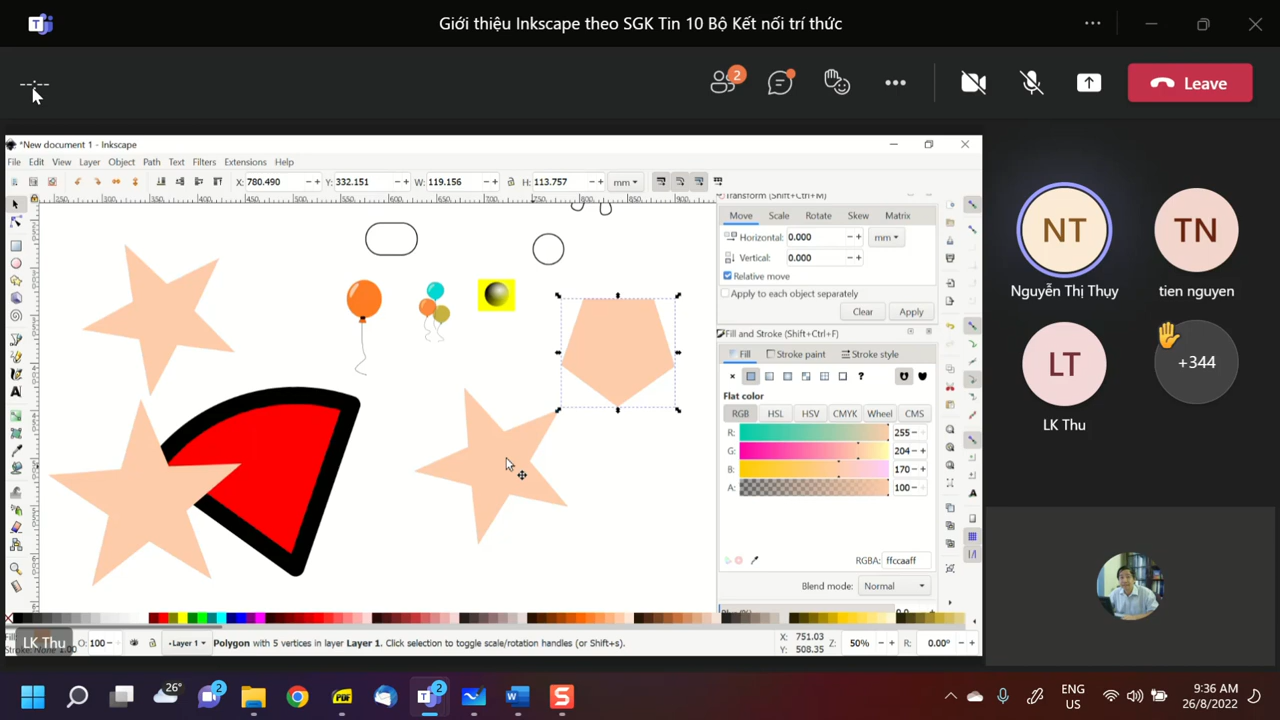 Giới thiệu Inkscape theo SGK Tin 10 Bộ Kết nối trí thức
2
Leave
*New document 1 - Inkscape
File Edit View Layer Object Path Text Filters Extensions Help
X: 780.490 Y: 332.151 W: 119.156 H: 113.757 mm
Transform (Shift+Ctrl+M)
Move Scale Rotate Skew Matrix
Horizontal: 0.000 mm
Vertical: 0.000
Relative move
Apply to each object separately
Clear Apply
Fill and Stroke (Shift+Ctrl+F)
Fill Stroke paint Stroke style
Flat color
RGB HSL HSV CMYK Wheel CMS
R: 255
G: 204
B: 170
A: 100
RGBA: ffccaaff
Blend mode: Normal
LK Thu
O: 100 Layer 1 Polygon with 5 vertices in layer Layer 1. Click selection to toggle scale/rotation handles (or Shift+s).
X: 751.03
Y: 508.35
Z: 50% R: 0.00°
NT
Nguyễn Thị Thụy
TN
tien nguyen
LT
LK Thu
+344
26°
2
PDF
2
ENG
US
9:36 AM
26/8/2022